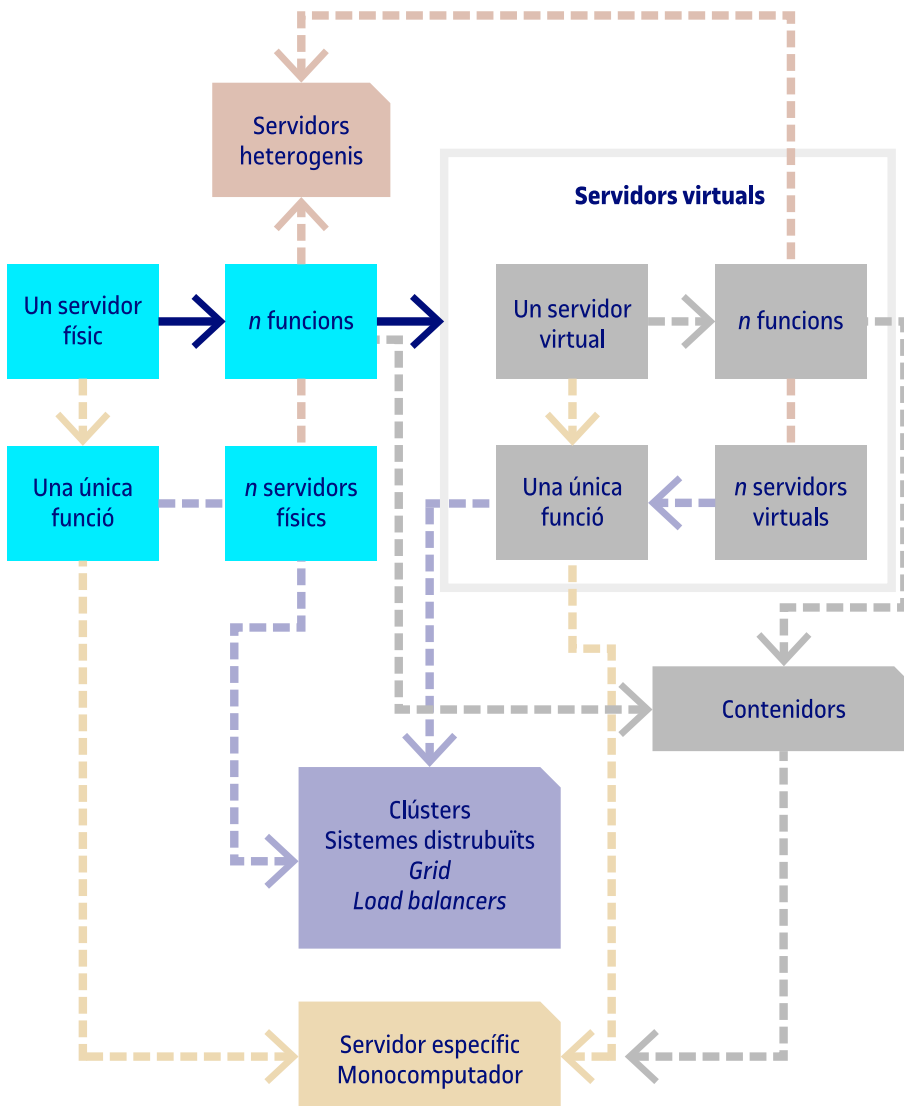 Servidors
heterogenis
Servidors virtuals
Un servidor
físic
n funcions
Un servidor
virtual
n funcions
Una única
funció
n servidors
físics
Una única
funció
n servidors
virtuals
Contenidors
Clústers
Sistemes distrubuïts
Grid
Load balancers
Servidor específic
Monocomputador